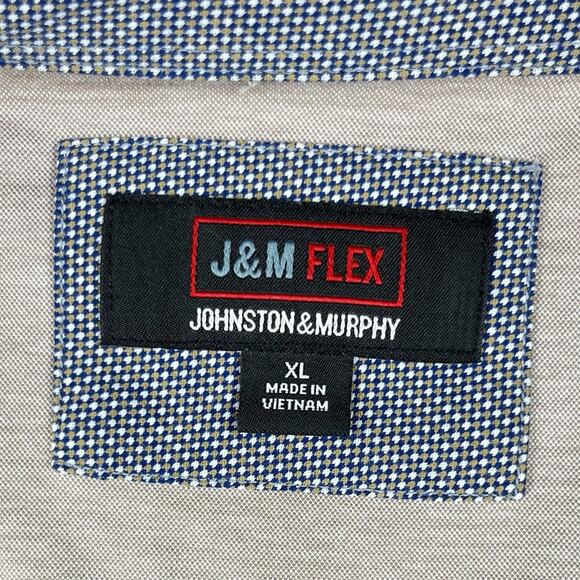 J&M FLEX
JOHNSTON&MURPHY
XL
MADE IN
VIETNAM